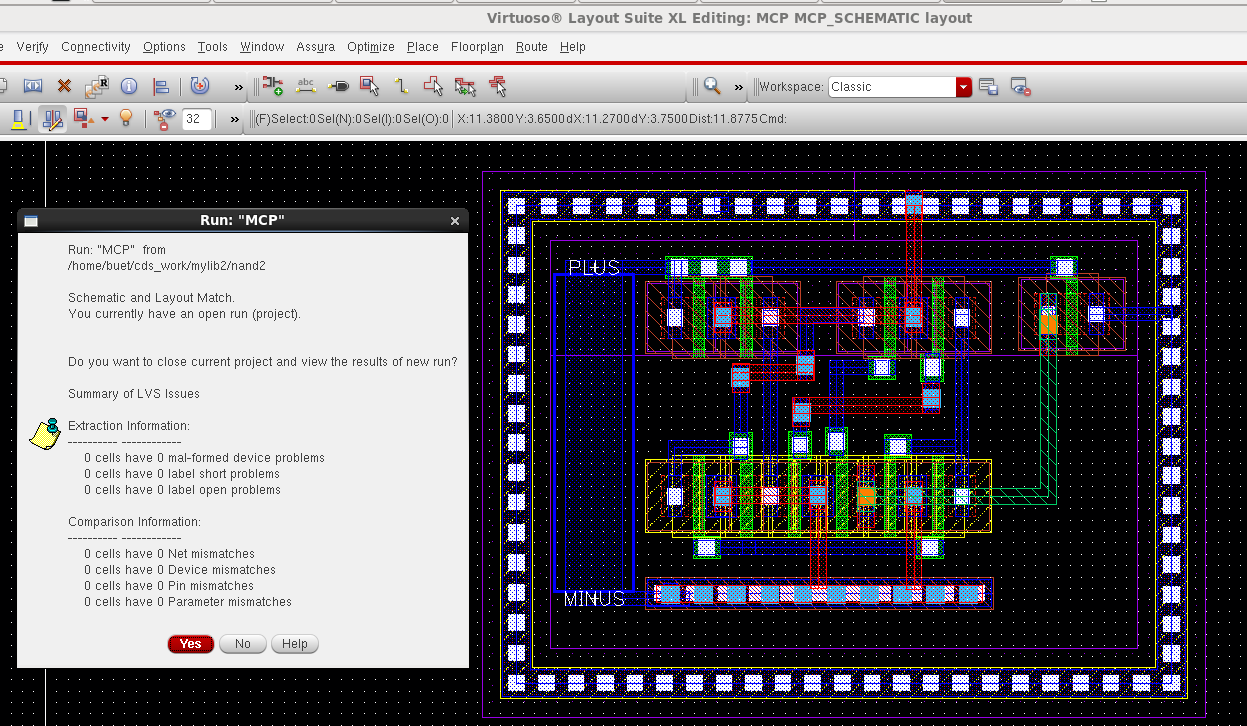 Virtuoso® Layout Suite XL Editing: MCP MCP_SCHEMATIC layout
e Verify Connectivity Options Tools Window Assura Optimize Place Floorplan Route Help
R abc » » Workspace: Classic
32 » (F)Select:0Sel(N):0Sel(I):0Sel(O):0 X:11.3800Y:3.6500dX:11.2700dY:3.7500Dist:11.8775Cmd:
Run: "MCP"
Run: "MCP" from
/home/buet/cds_work/mylib2/nand2
Schematic and Layout Match.
You currently have an open run (project).
Do you want to close current project and view the results of new run?
Summary of LVS Issues
Extraction Information:
---------- ------------
0 cells have 0 mal-formed device problems
0 cells have 0 label short problems
0 cells have 0 label open problems
Comparison Information:
---------- ------------
0 cells have 0 Net mismatches
0 cells have 0 Device mismatches
0 cells have 0 Pin mismatches
0 cells have 0 Parameter mismatches
Yes No Help
PLUS
MINUS